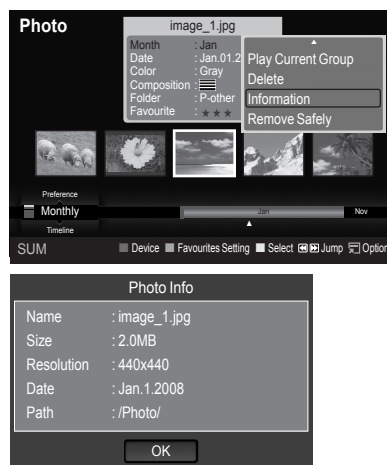 Photo
image_1.jpg
Month : Jan
Date : Jan.01.2
Color : Gray
Composition :
Folder : P-other
Favourite : ★ ★ ★
Play Current Group
Delete
Information
Remove Safely
Preference
Monthly
Timeline
Jan
Nov
SUM
Device
Favourites Setting
Select
Jump
Option
Photo Info
Name : image_1.jpg
Size : 2.0MB
Resolution : 440x440
Date : Jan.1.2008
Path : /Photo/
OK